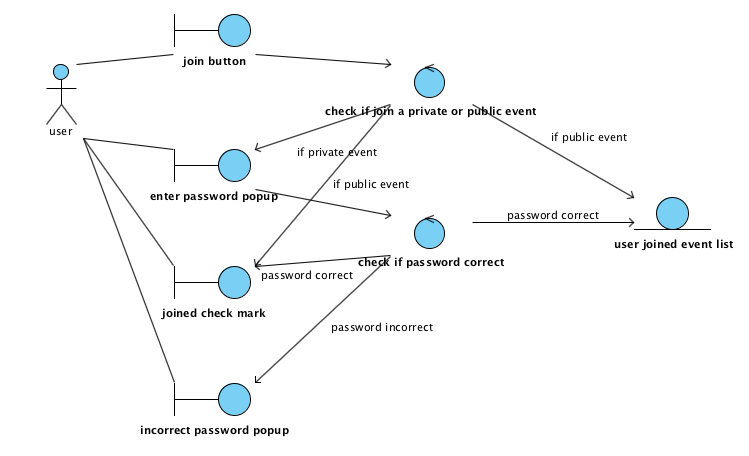 join button
check if join a private or public event
user
if public event
if private event
if public event
enter password popup
password correct
user joined event list
check if password correct
password correct
joined check mark
password incorrect
incorrect password popup